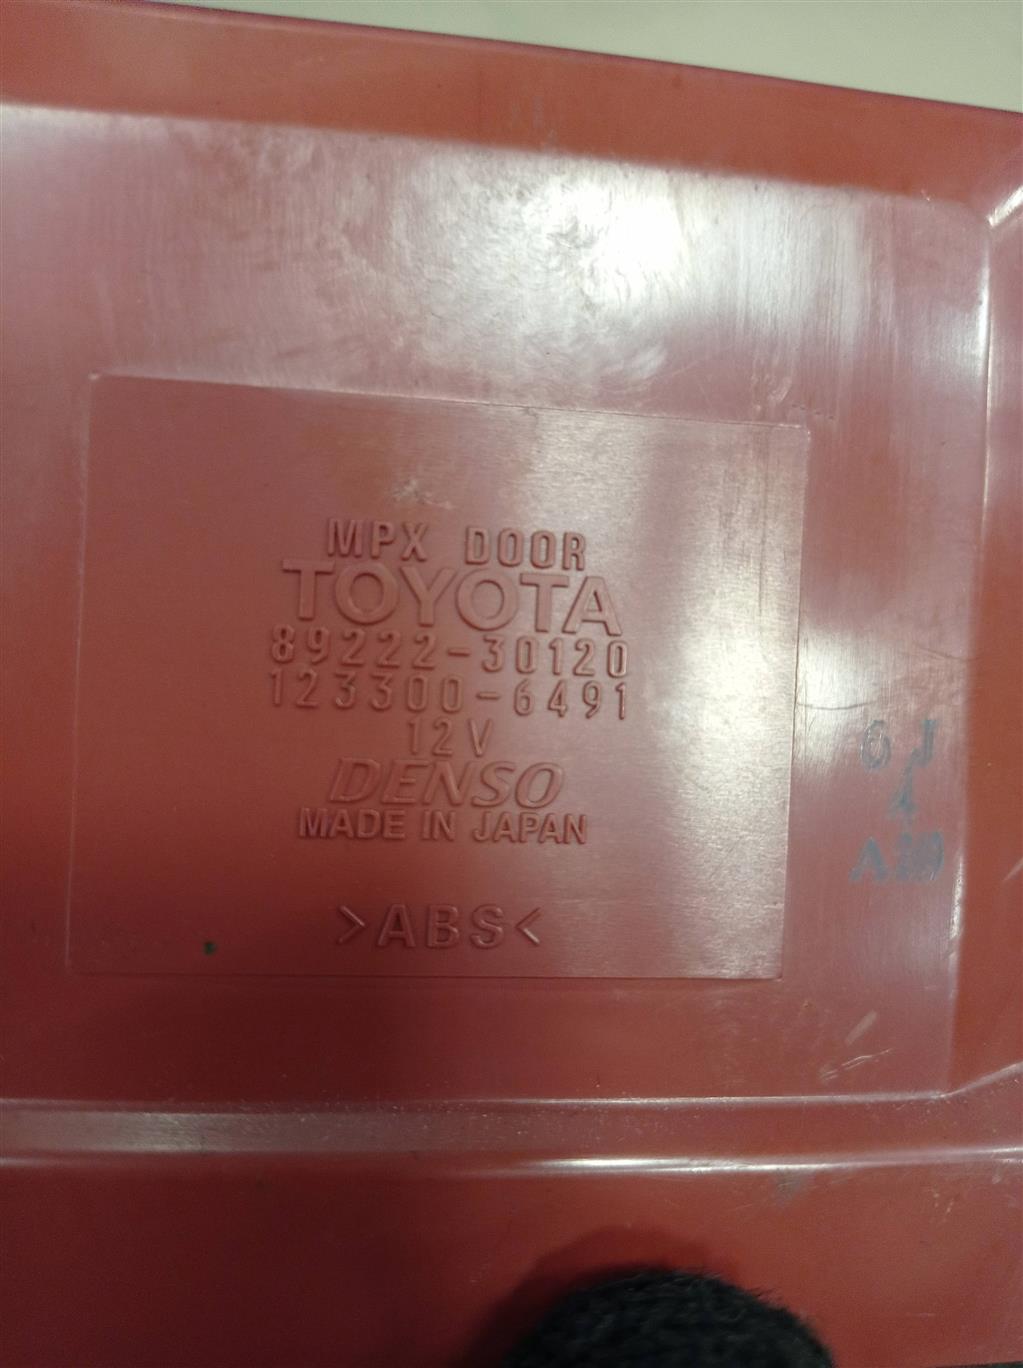 MPX DOOR
TOYOTA
89222-30120
123300-6491
12V
DENSO
MADE IN JAPAN
>ABS<
6J